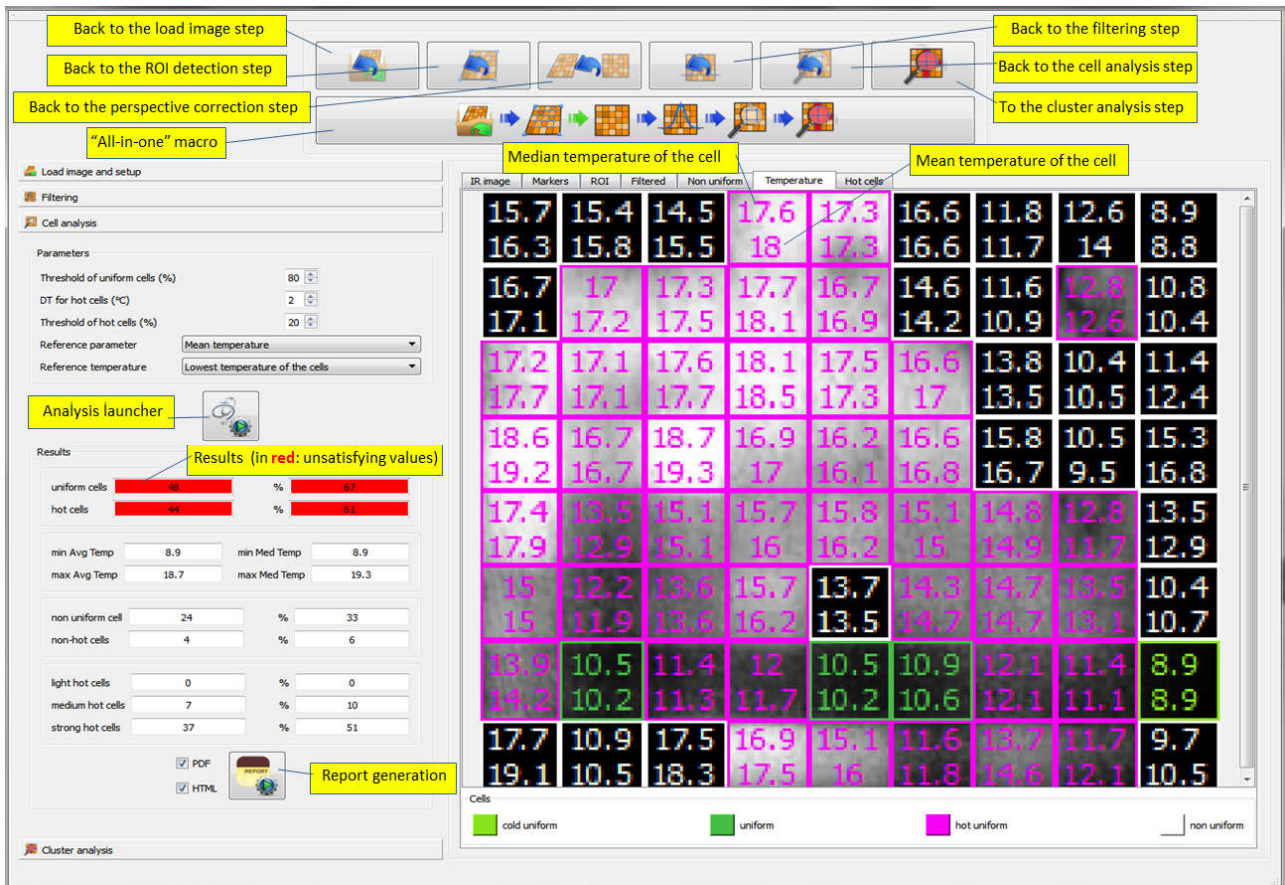 Back to the load image step
Back to the filtering step
Back to the ROI detection step
Back to the cell analysis step
Back to the perspective correction step
To the cluster analysis step
“All-in-one” macro
Median temperature of the cell
Mean temperature of the cell
Load image and setup
Filtering
Cell analysis
Parameters
Threshold of uniform cells (%) 80
DT for hot cells (°C) 2
Threshold of hot cells (%) 20
Reference parameter Mean temperature
Reference temperature Lowest temperature of the cells
Analysis launcher
Results
Results (in red: unsatisfying values)
uniform cells 48 % 67
hot cells 44 % 61
min Avg Temp 8.9 min Med Temp 8.9
max Avg Temp 18.7 max Med Temp 19.3
non uniform cell 24 % 33
non-hot cells 4 % 6
light hot cells 0 % 0
medium hot cells 7 % 10
strong hot cells 37 % 51
PDF
HTML
REPORT
Report generation
Cluster analysis
IR image Markers ROI Filtered Non uniform Temperature Hot cells
15.7 15.4 14.5 17.6 17.3 16.6 11.8 12.6 8.9
16.3 15.8 15.5 18 17.3 16.6 11.7 14 8.8
16.7 17 17.3 17.7 16.7 14.6 11.6 12.8 10.8
17.1 17.2 17.5 18.1 16.9 14.2 10.9 12.6 10.4
17.2 17.1 17.6 18.1 17.5 16.6 13.8 10.4 11.4
17.7 17.1 17.7 18.5 17.3 17 13.5 10.5 12.4
18.6 16.7 18.7 16.9 16.2 16.6 15.8 10.5 15.3
19.2 16.7 19.3 17 16.1 16.8 16.7 9.5 16.8
17.4 13.5 15.1 15.7 15.8 15.1 14.8 12.8 13.5
17.9 12.9 15.1 16 16.2 15 14.9 11.7 12.9
15 12.2 13.6 15.7 13.7 14.3 14.7 13.5 10.4
15 11.9 13.6 16.2 13.5 14.7 14.7 13.1 10.7
13.9 10.5 11.4 12 10.5 10.9 12.1 11.4 8.9
14.2 10.2 11.3 11.7 10.2 10.6 12.1 11.1 8.9
17.7 10.9 17.5 16.9 15.1 11.6 13.7 11.7 9.7
19.1 10.5 18.3 17.5 16 11.8 14.6 12.1 10.5
Cells
cold uniform uniform hot uniform non uniform